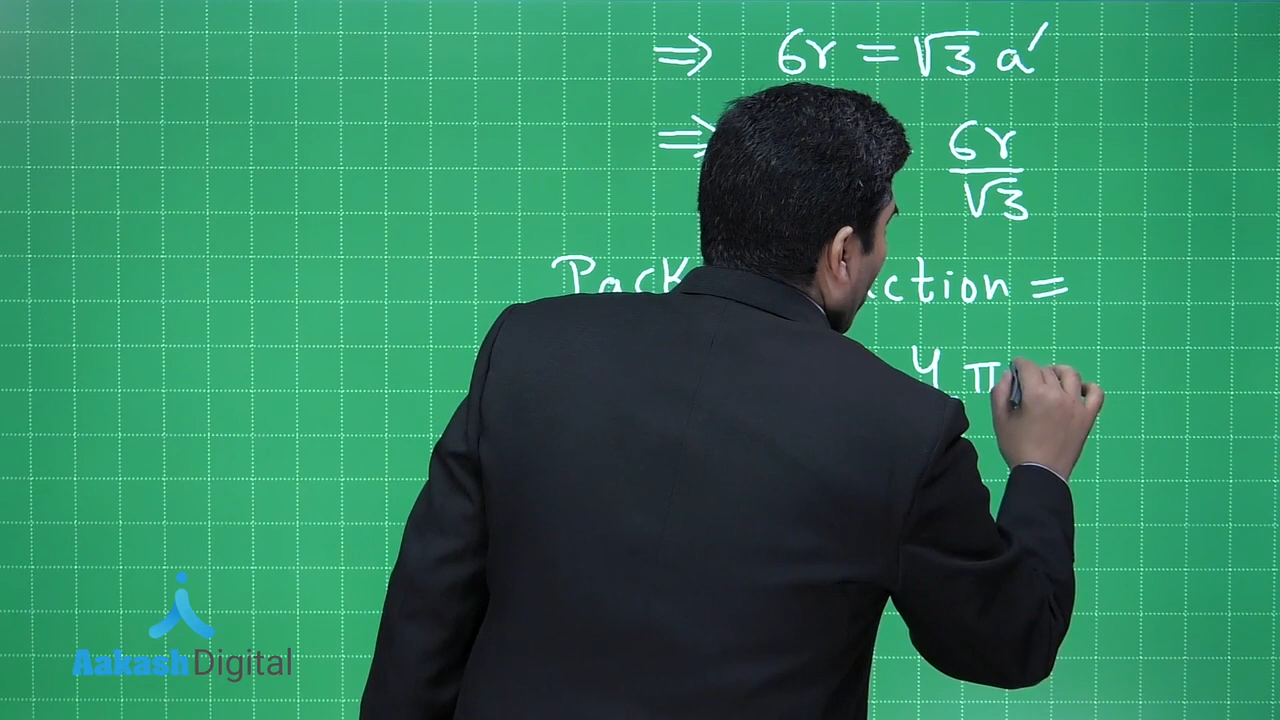 ⇒ 6r = √3 a′
⇒ 6r/√3
Pack ction =
4 π
Aakash Digital